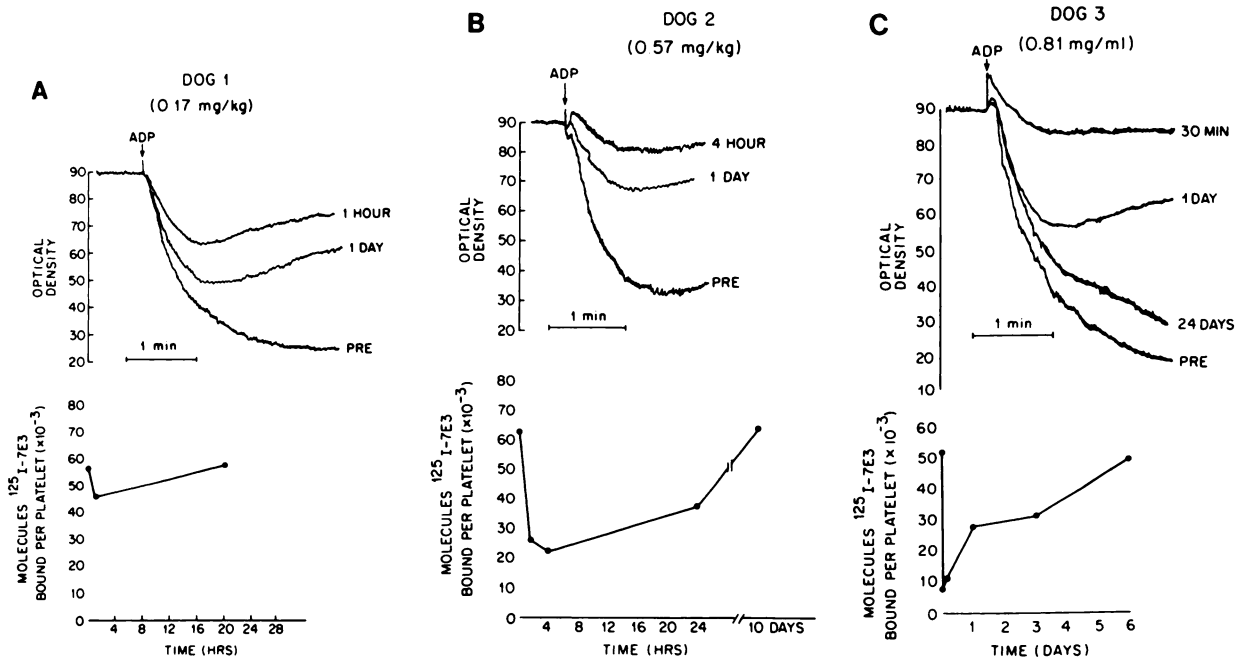 A
DOG 1
(0.17 mg/kg)
ADP
90
80
70
60
50
40
30
20
OPTICAL
DENSITY
1 HOUR
1 DAY
PRE
1 min
80
70
60
50
40
30
20
10
0
MOLECULES ¹²⁵I-7E3
BOUND PER PLATELET (×10⁻³)
4 8 12 16 20 24 28
TIME (HRS)
B
DOG 2
(0.57 mg/kg)
ADP
90
80
70
60
50
40
30
20
OPTICAL
DENSITY
4 HOUR
1 DAY
PRE
1 min
80
70
60
50
40
30
20
10
0
MOLECULES ¹²⁵I-7E3
BOUND PER PLATELET (×10⁻³)
4 8 12 16 20 24 10 DAYS
TIME (HRS)
C
DOG 3
(0.81 mg/ml)
ADP
90
80
70
60
50
40
30
20
10
OPTICAL
DENSITY
30 MIN
1 DAY
24 DAYS
PRE
1 min
60
50
40
30
20
10
0
MOLECULES ¹²⁵I-7E3
BOUND PER PLATELET (×10⁻³)
1 2 3 4 5 6
TIME (DAYS)